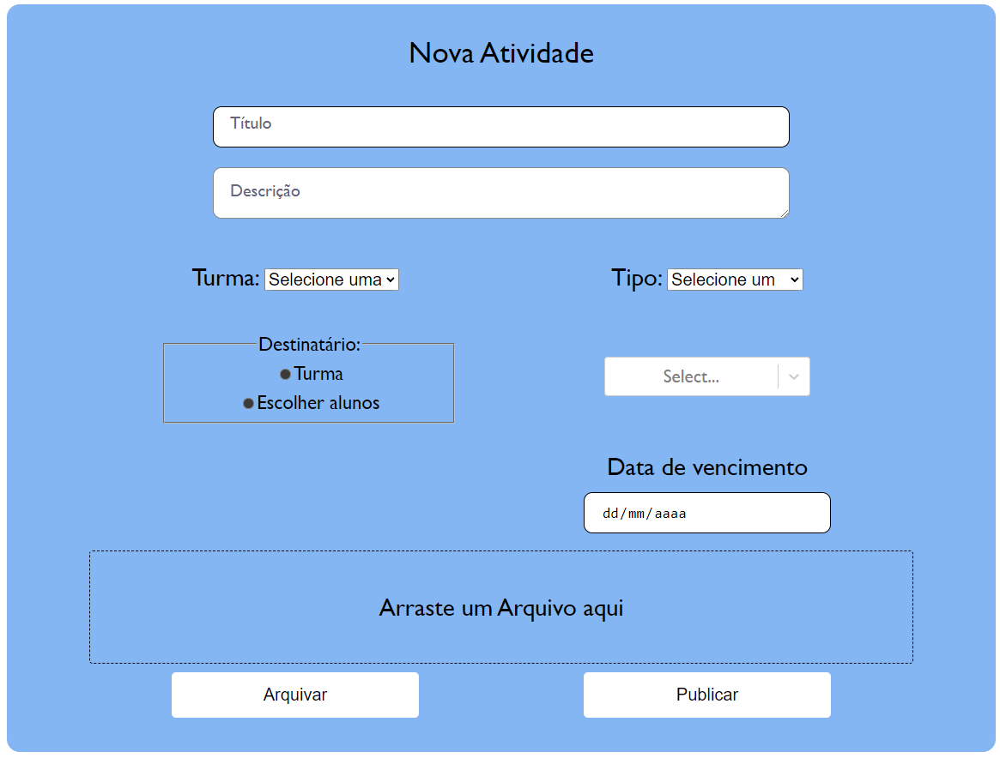 Nova Atividade
Título
Descrição
Turma: Selecione uma
Tipo: Selecione um
Destinatário:
Turma
Escolher alunos
Select...
Data de vencimento
dd/mm/aaaa
Arraste um Arquivo aqui
Arquivar
Publicar